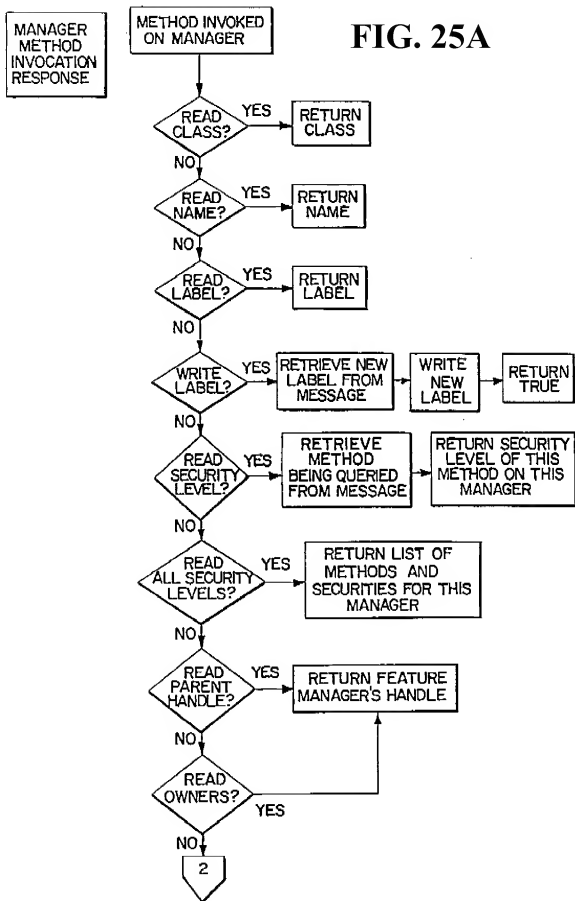 MANAGER
METHOD
INVOCATION
RESPONSE
METHOD INVOKED
ON MANAGER
FIG. 25A
READ
CLASS?
YES
RETURN
CLASS
NO
READ
NAME?
YES
RETURN
NAME
NO
READ
LABEL?
YES
RETURN
LABEL
NO
WRITE
LABEL?
YES
RETRIEVE NEW
LABEL FROM
MESSAGE
WRITE
NEW
LABEL
RETURN
TRUE
NO
READ
SECURITY
LEVEL?
YES
RETRIEVE
METHOD
BEING QUERIED
FROM MESSAGE
RETURN SECURITY
LEVEL OF THIS
METHOD ON THIS
MANAGER
NO
READ
ALL SECURITY
LEVELS?
YES
RETURN LIST OF
METHODS AND
SECURITIES FOR THIS
MANAGER
NO
READ
PARENT
HANDLE?
YES
RETURN FEATURE
MANAGER'S HANDLE
NO
READ
OWNERS?
YES
NO
2